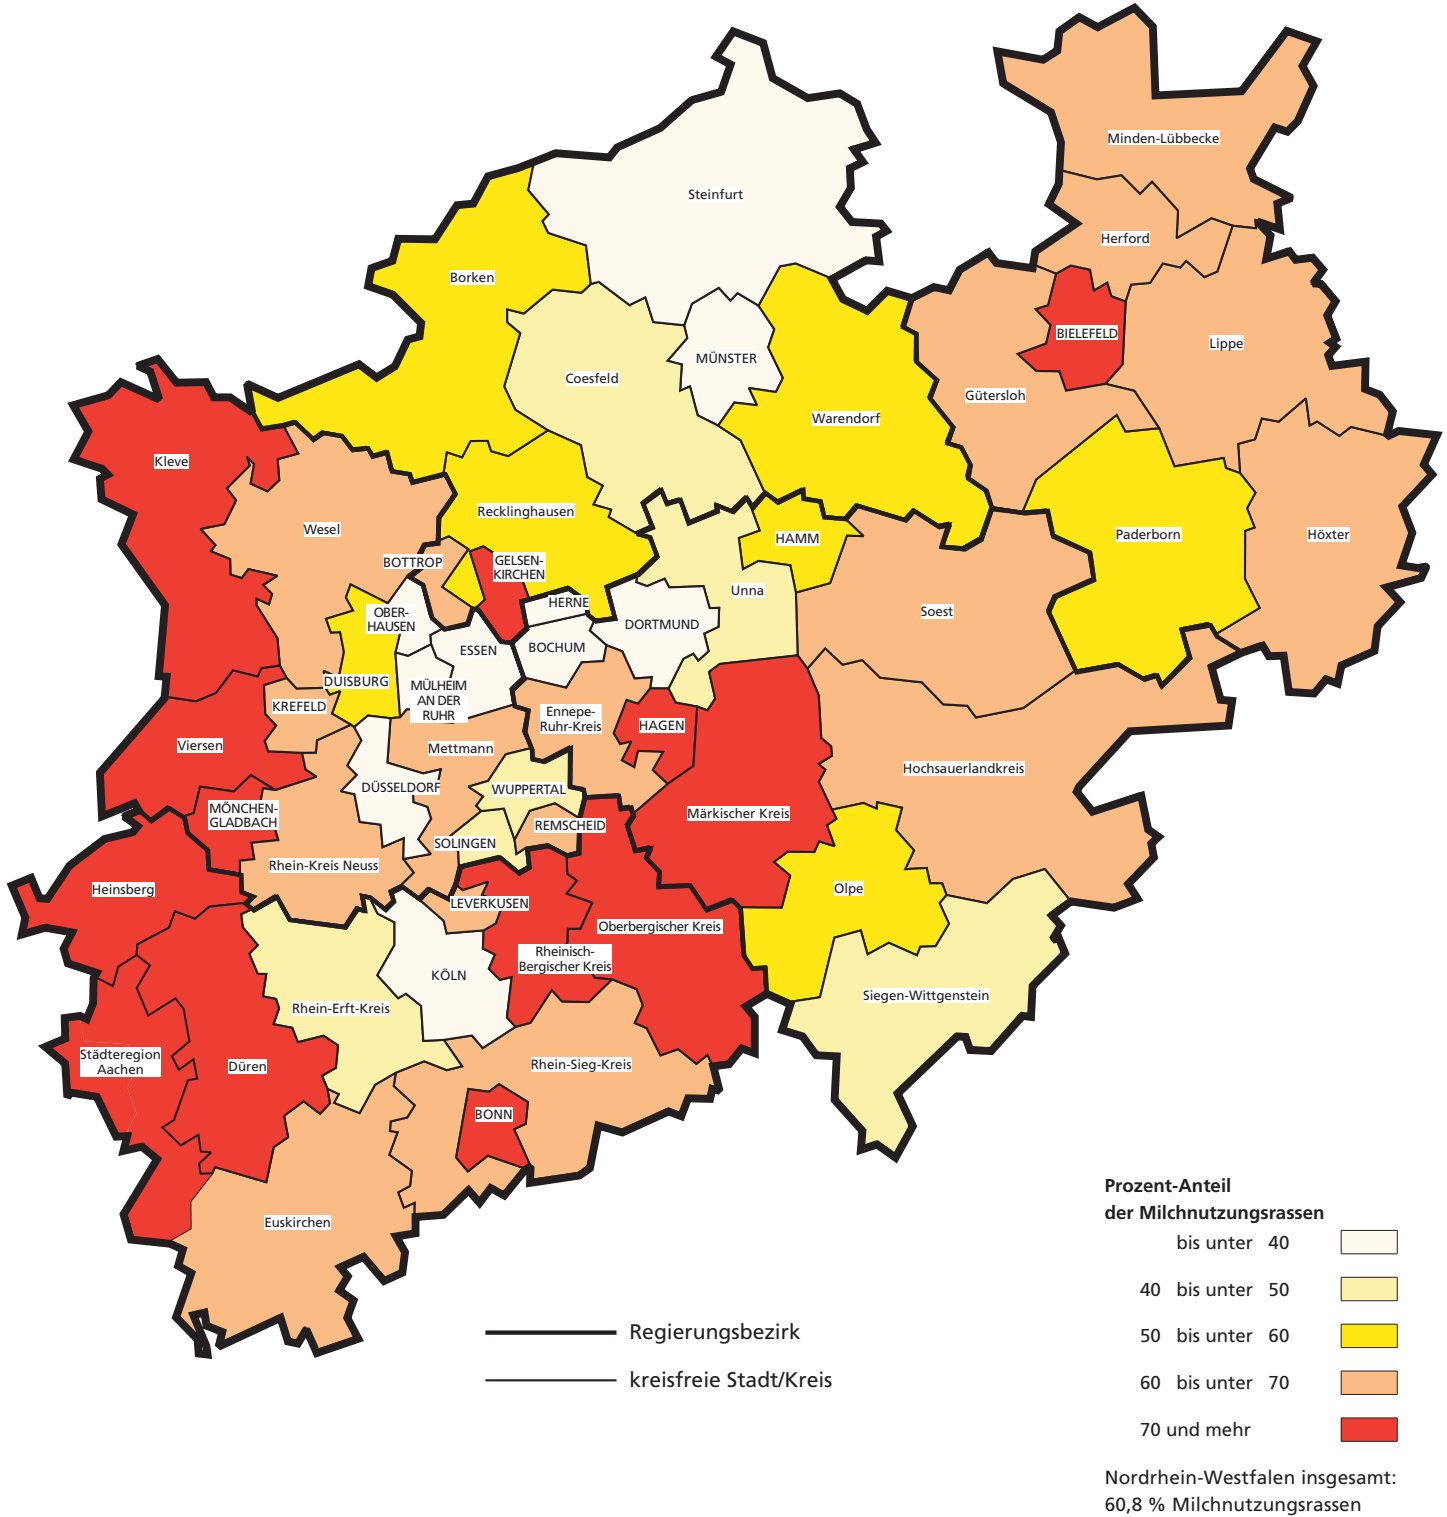 Minden-Lübbecke
Steinfurt
Herford
Borken
BIELEFELD
Lippe
MÜNSTER
Coesfeld
Gütersloh
Warendorf
Kleve
Recklinghausen
Wesel
HAMM
Paderborn
Höxter
BOTTROP
GELSEN-
KIRCHEN
Unna
HERNE
OBER-
HAUSEN
Soest
DORTMUND
BOCHUM
ESSEN
DUISBURG
MÜLHEIM
AN DER
RUHR
KREFELD
Ennepe-
Ruhr-Kreis
HAGEN
Viersen
Mettmann
Hochsauerlandkreis
DÜSSELDORF
WUPPERTAL
MÖNCHEN-
GLADBACH
Märkischer Kreis
REMSCHEID
SOLINGEN
Rhein-Kreis Neuss
Heinsberg
Olpe
LEVERKUSEN
Oberbergischer Kreis
Rheinisch-
Bergischer Kreis
KÖLN
Siegen-Wittgenstein
Rhein-Erft-Kreis
Städteregion
Aachen
Düren
Rhein-Sieg-Kreis
BONN
Euskirchen
Prozent-Anteil
der Milchnutzungsrassen
bis unter 40
40 bis unter 50
50 bis unter 60
60 bis unter 70
70 und mehr
Regierungsbezirk
kreisfreie Stadt/Kreis
Nordrhein-Westfalen insgesamt:
60,8 % Milchnutzungsrassen